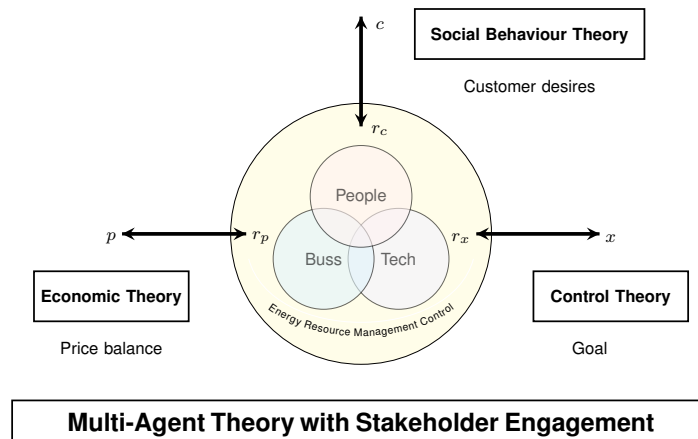 c
Social Behaviour Theory
Customer desires
r_c
People
p
r_p
r_x
x
Buss
Tech
Economic Theory
Control Theory
Energy Resource Management Control
Price balance
Goal
Multi-Agent Theory with Stakeholder Engagement